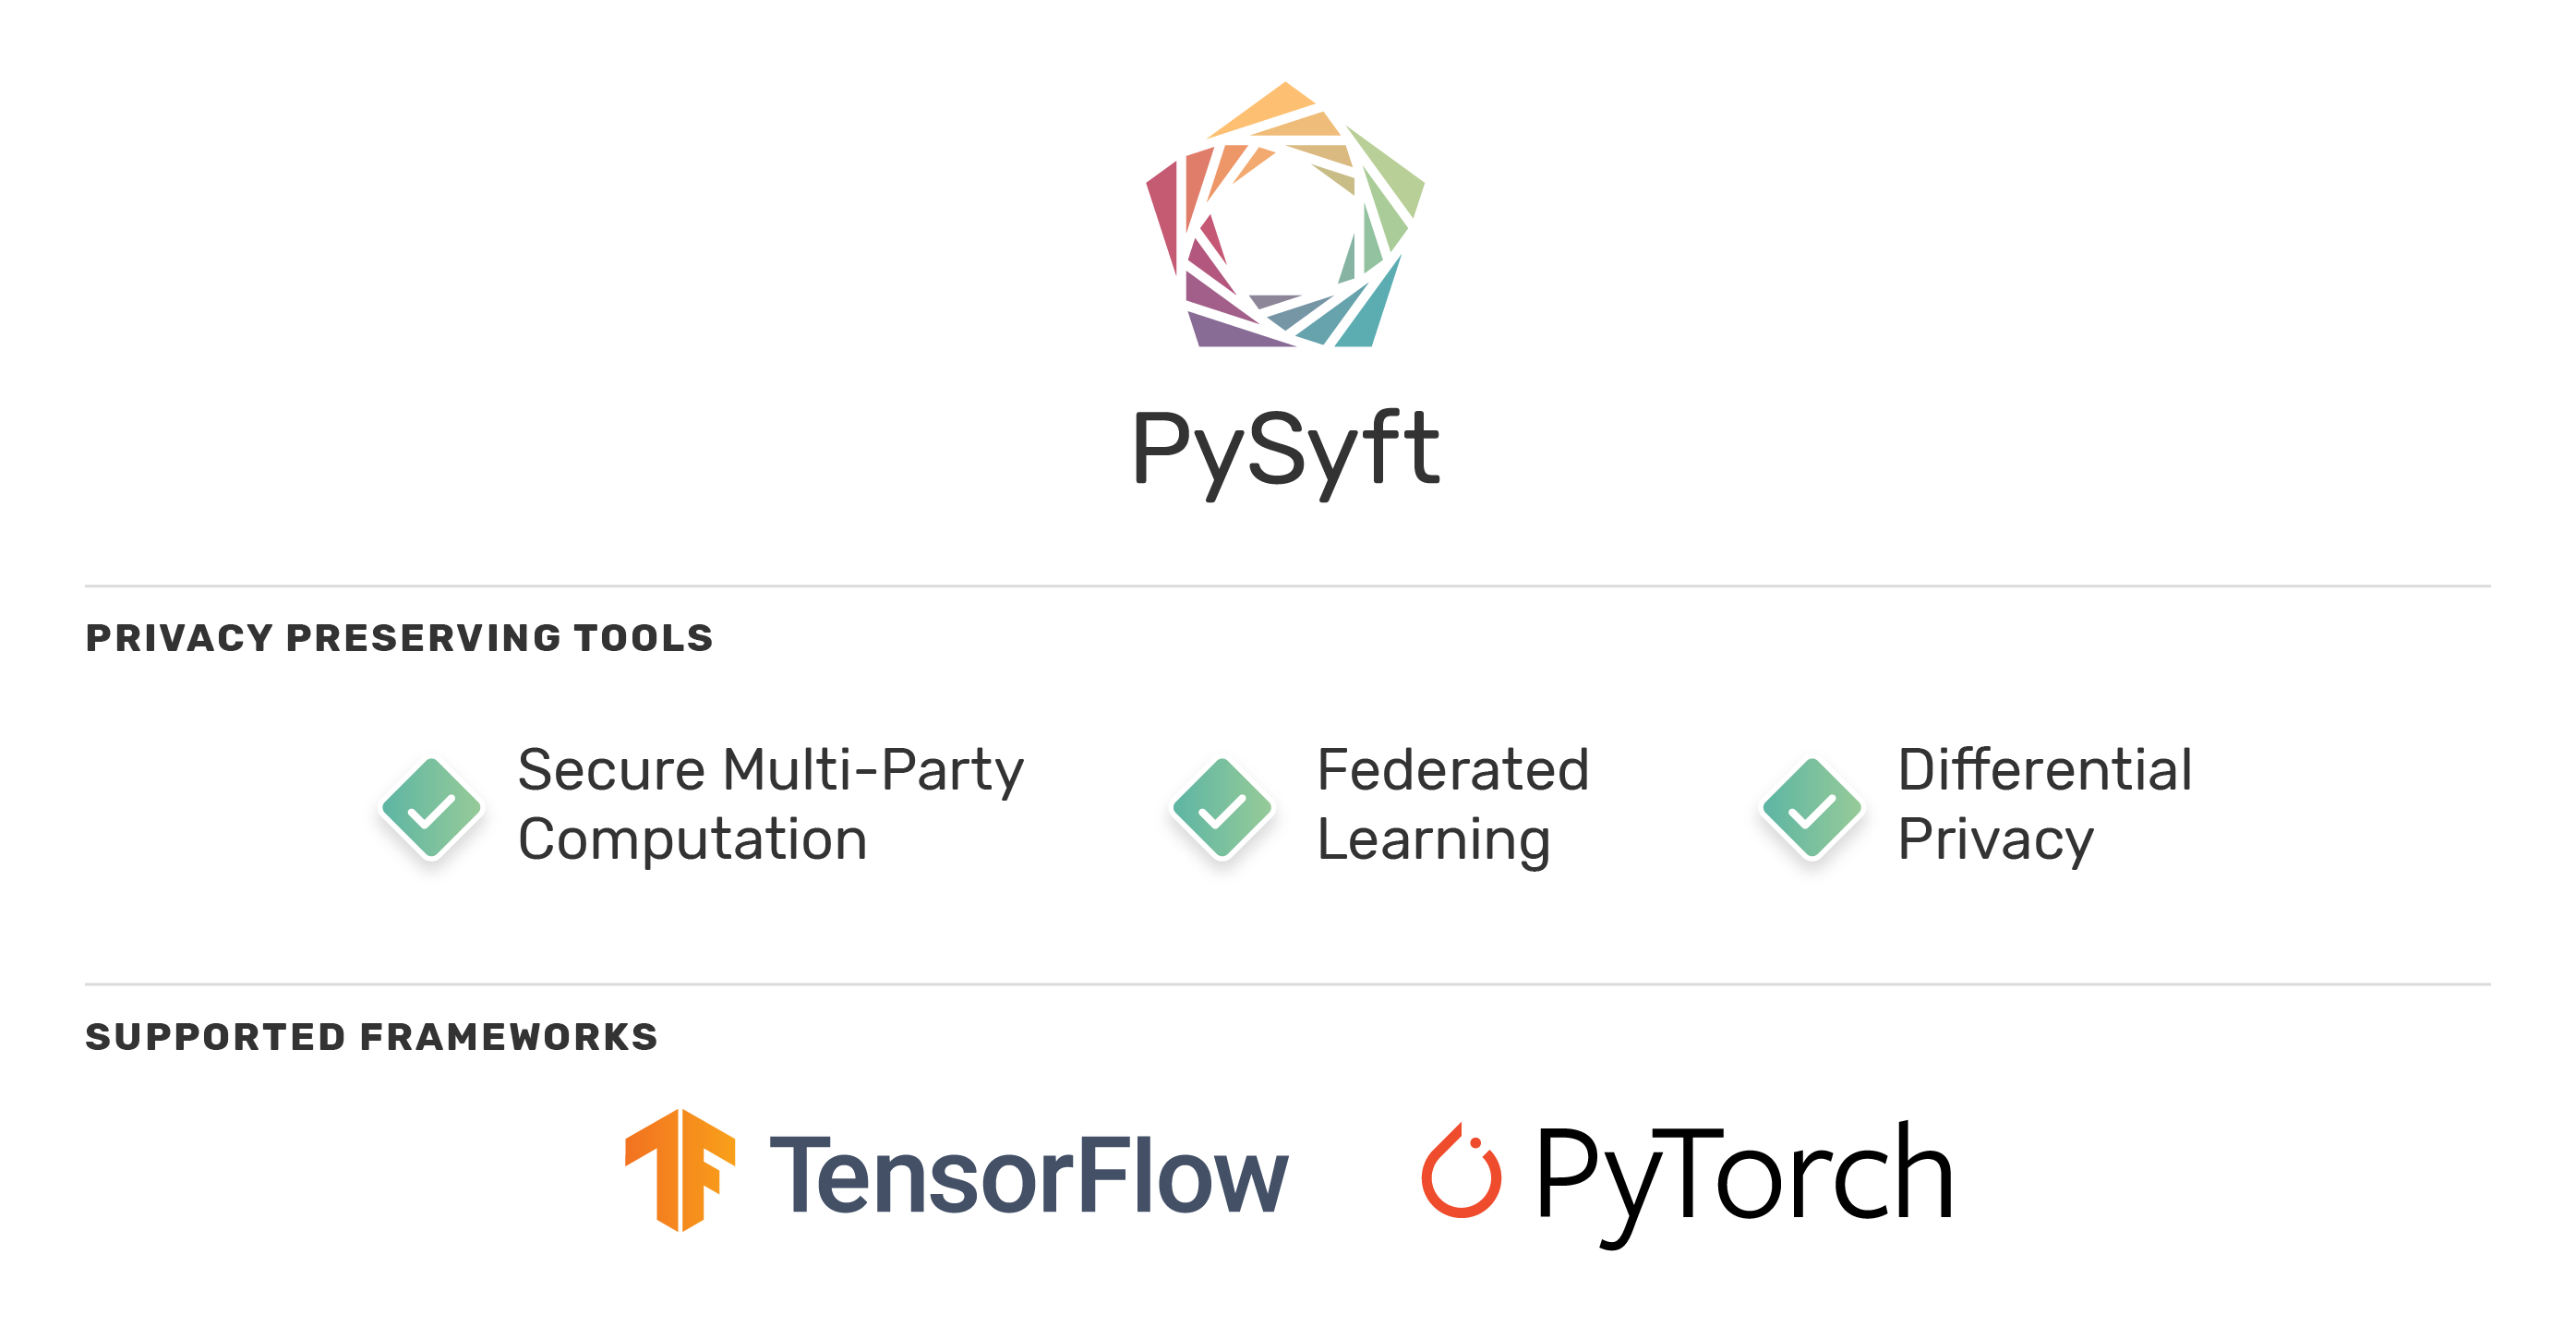 PySyft
PRIVACY PRESERVING TOOLS
Secure Multi-Party
Computation
Federated
Learning
Differential
Privacy
SUPPORTED FRAMEWORKS
TensorFlow
PyTorch